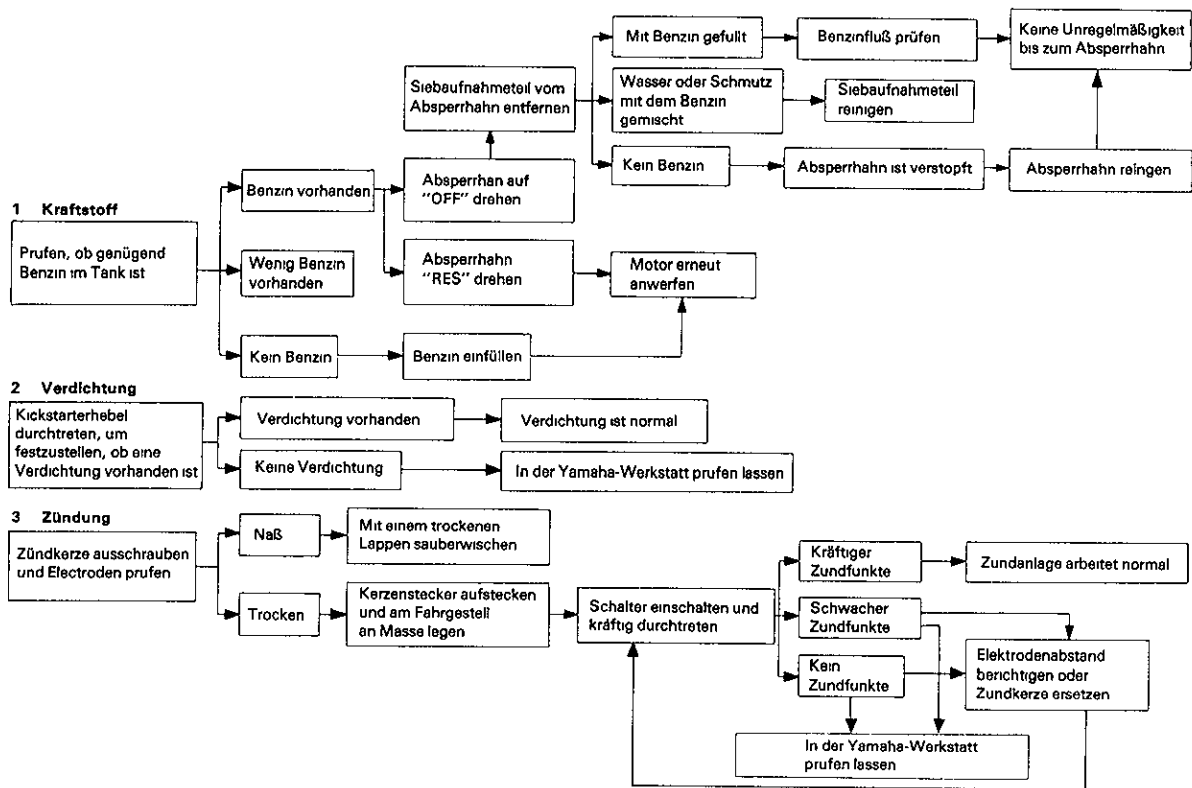 Mit Benzin gefullt
Benzinfluß prüfen
Keine Unregelmäßigkeit
bis zum Absperrhahn
Siebaufnahmeteil vom
Absperrhahn entfernen
Wasser oder Schmutz
mit dem Benzin
gemischt
Siebaufnahmeteil
reinigen
Kein Benzin
Absperrhahn ist verstopft
Absperrhahn reingen
1 Kraftstoff
Prufen, ob genügend
Benzin im Tank ist
Benzin vorhanden
Absperrhan auf
"OFF" drehen
Wenig Benzin
vorhanden
Absperrhahn
"RES" drehen
Motor erneut
anwerfen
Kein Benzin
Benzin einfüllen
2 Verdichtung
Kickstarterhebel
durchtreten, um
festzustellen, ob eine
Verdichtung vorhanden ist
Verdichtung vorhanden
Verdichtung ist normal
Keine Verdichtung
In der Yamaha-Werkstatt prufen lassen
3 Zündung
Zündkerze ausschrauben
und Electroden prufen
Naß
Mit einem trockenen
Lappen sauberwischen
Trocken
Kerzenstecker aufstecken
und am Fahrgestell
an Masse legen
Schalter einschalten und
kräftig durchtreten
Kräftiger
Zundfunkte
Zundanlage arbeitet normal
Schwacher
Zundfunkte
Kein
Zundfunkte
Elektrodenabstand
berichtigen oder
Zundkerze ersetzen
In der Yamaha-Werkstatt
prufen lassen